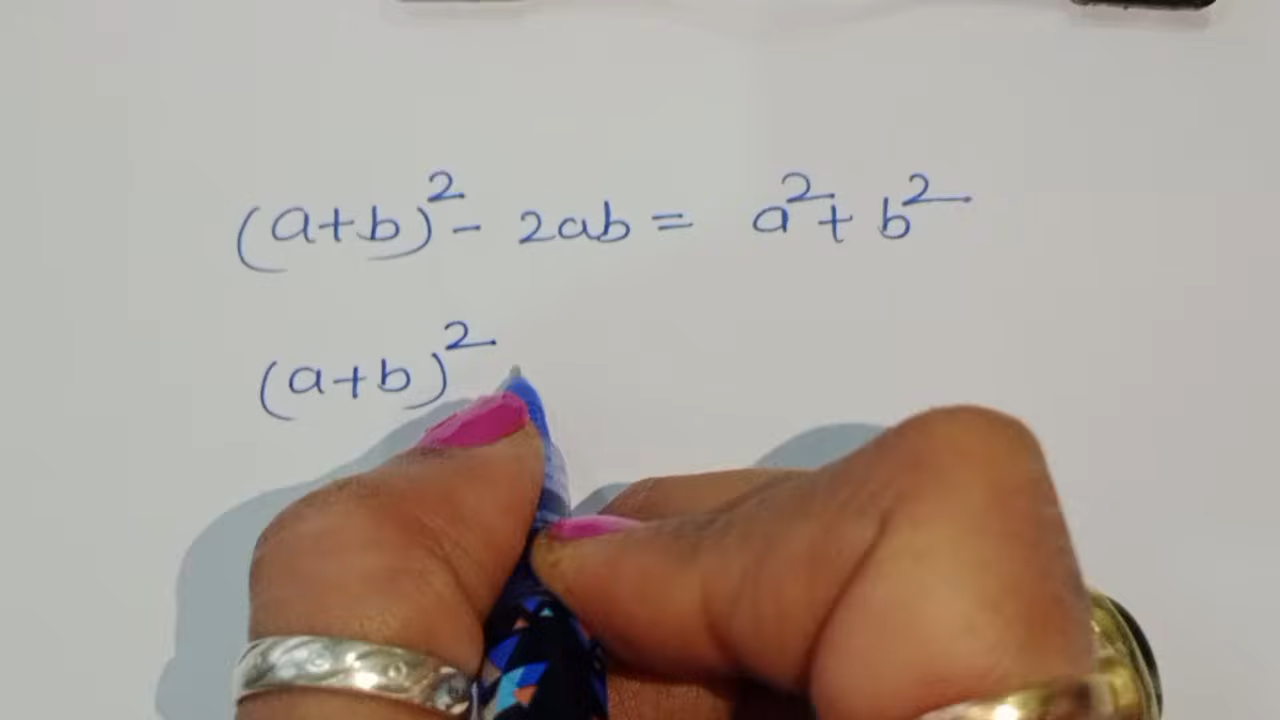 (a+b)² - 2ab = a² + b²
(a+b)²